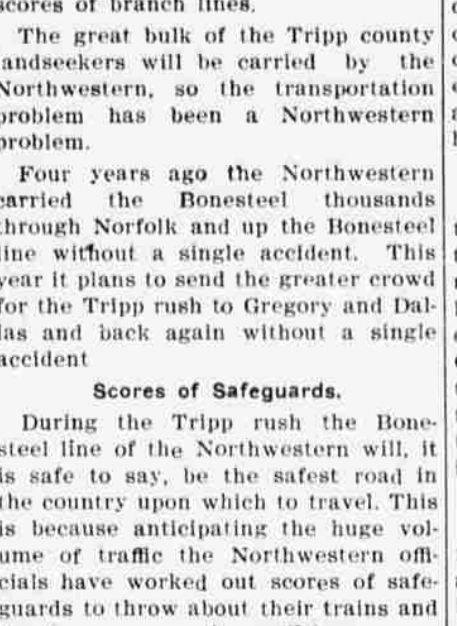 scores of branch lines.
The great bulk of the Tripp county
landseekers will be carried by the
Northwestern, so the transportation
problem has been a Northwestern
problem.
Four years ago the Northwestern
carried the Bonesteel thousands
through Norfolk and up the Bonesteel
line without a single accident. This
year it plans to send the greater crowd
for the Tripp rush to Gregory and Dal-
las and back again without a single
accident
Scores of Safeguards.
During the Tripp rush the Bone-
steel line of the Northwestern will, it
is safe to say, be the safest road in
the country upon which to travel. This
is because anticipating the huge vol-
ume of traffic the Northwestern offi-
cials have worked out scores of safe-
guards to throw about their trains and